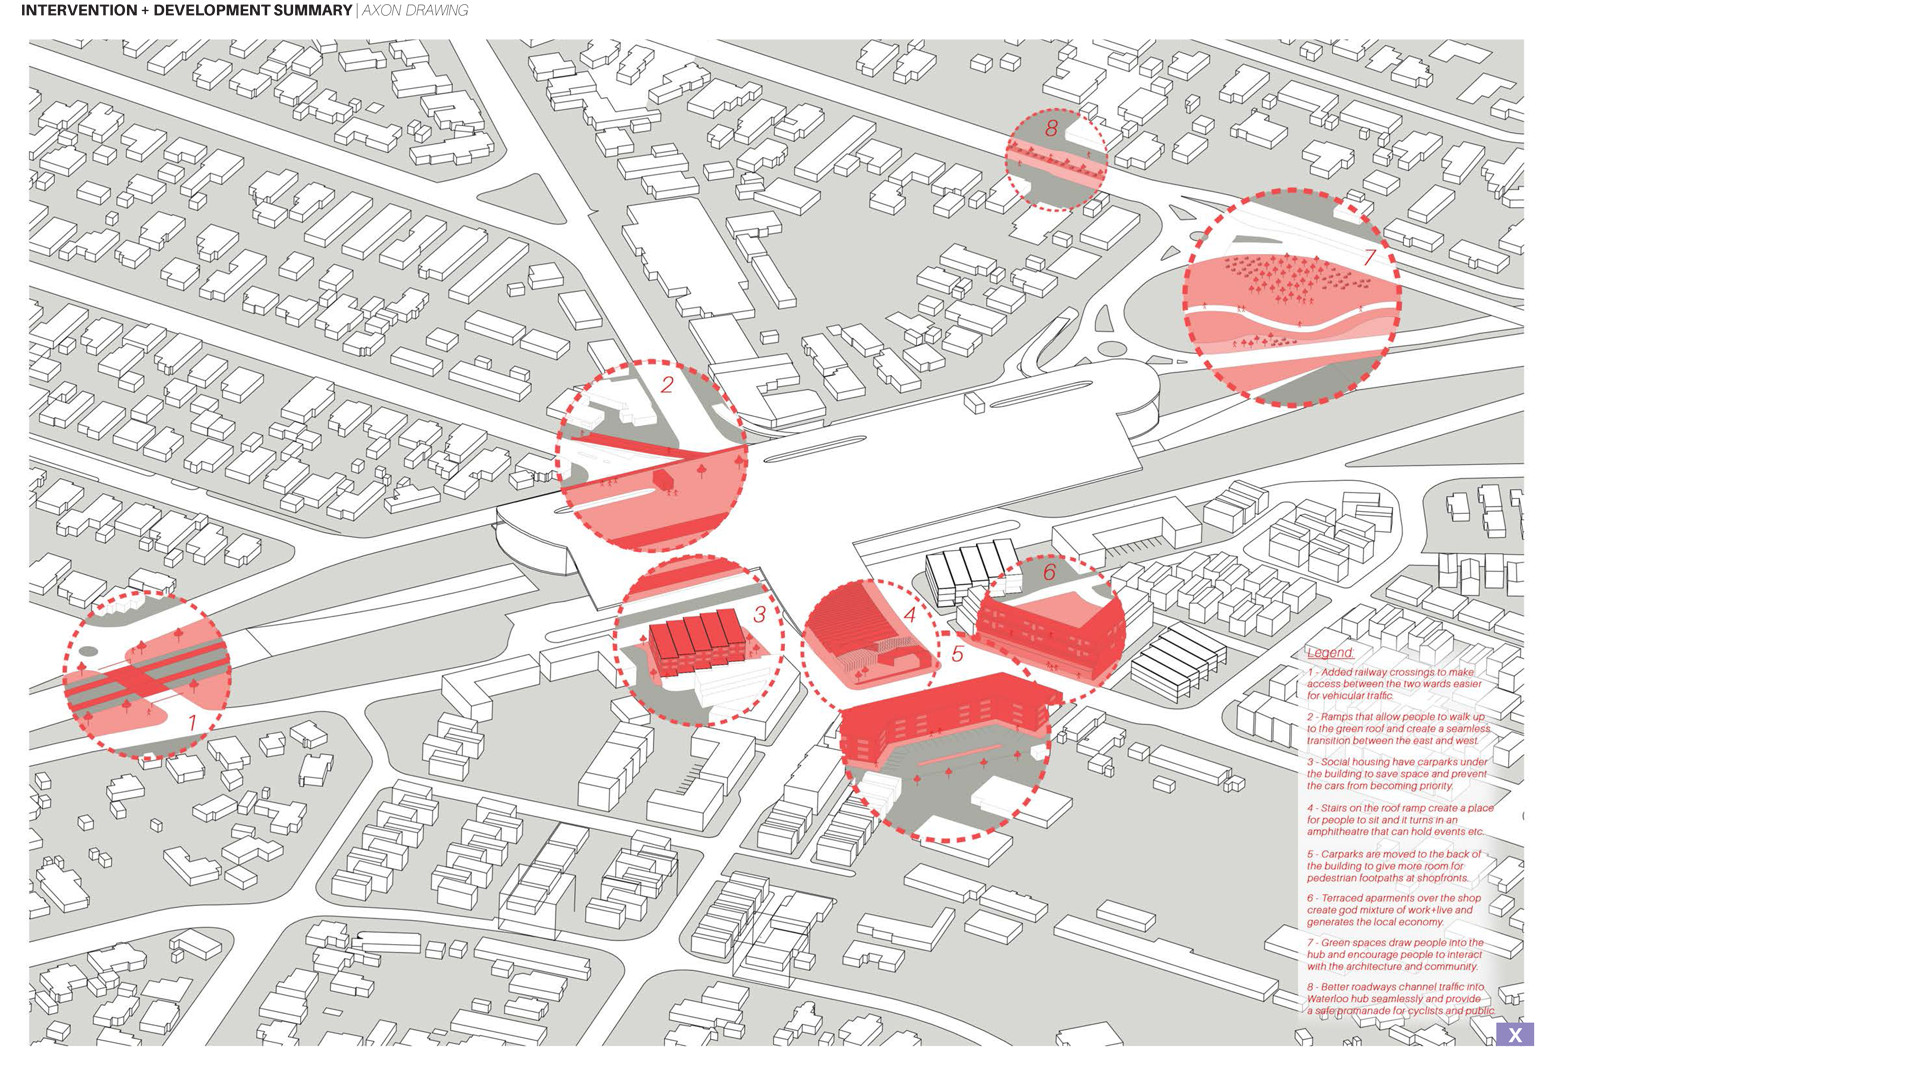 INTERVENTION + DEVELOPMENT SUMMARY | AXON DRAWING
8
7
2
6
3
4
5
1
Legend:
1 - Added railway crossings to make
access between the two wards easier
for vehicular traffic.
2 - Ramps that allow people to walk up
to the green roof and create a seamless
transition between the east and west.
3 - Social housing have carparks under
the building to save space and prevent
the cars from becoming priority.
4 - Stairs on the roof ramp create a place
for people to sit and it turns in an
amphitheatre that can hold events etc.
5 - Carparks are moved to the back of
the building to give more room for
pedestrian footpaths at shopfronts.
6 - Terraced aparments over the shop
create god mixture of work+live and
generates the local economy.
7 - Green spaces draw people into the
hub and encourage people to interact
with the architecture and community.
8 - Better roadways channel traffic into
Waterloo hub seamlessly and provide
a safe promanade for cyclists and public.
X